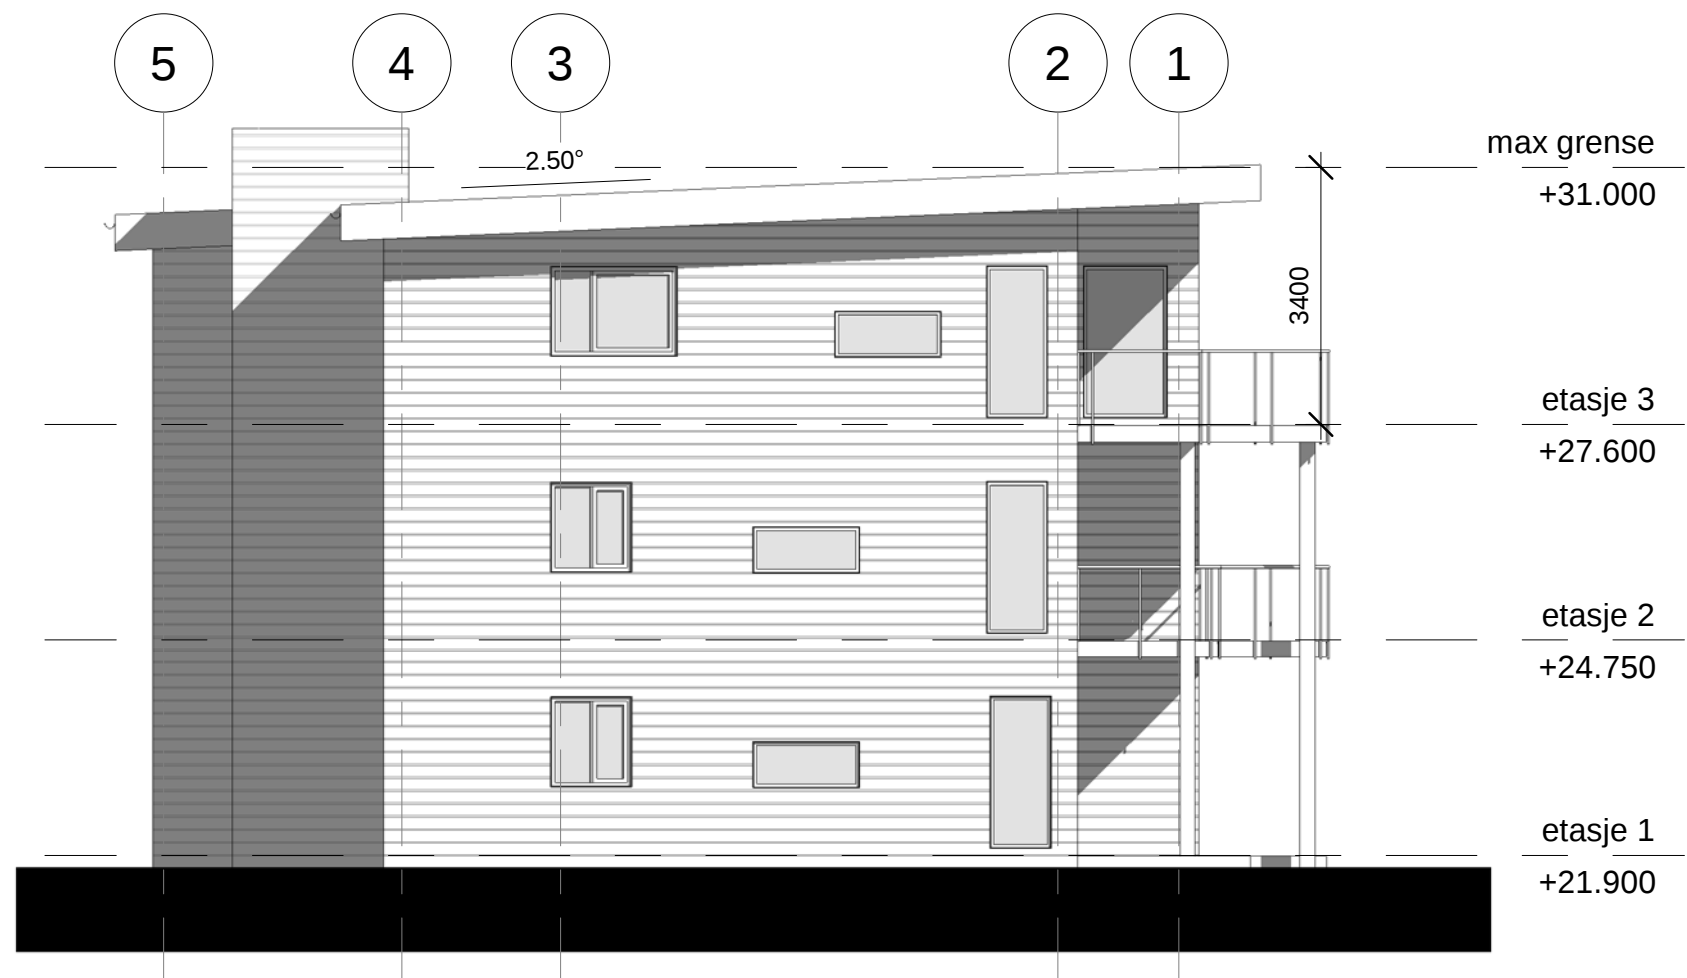 5 4 3 2 1
max grense
2.50°
+31.000
3400
etasje 3
+27.600
etasje 2
+24.750
etasje 1
+21.900